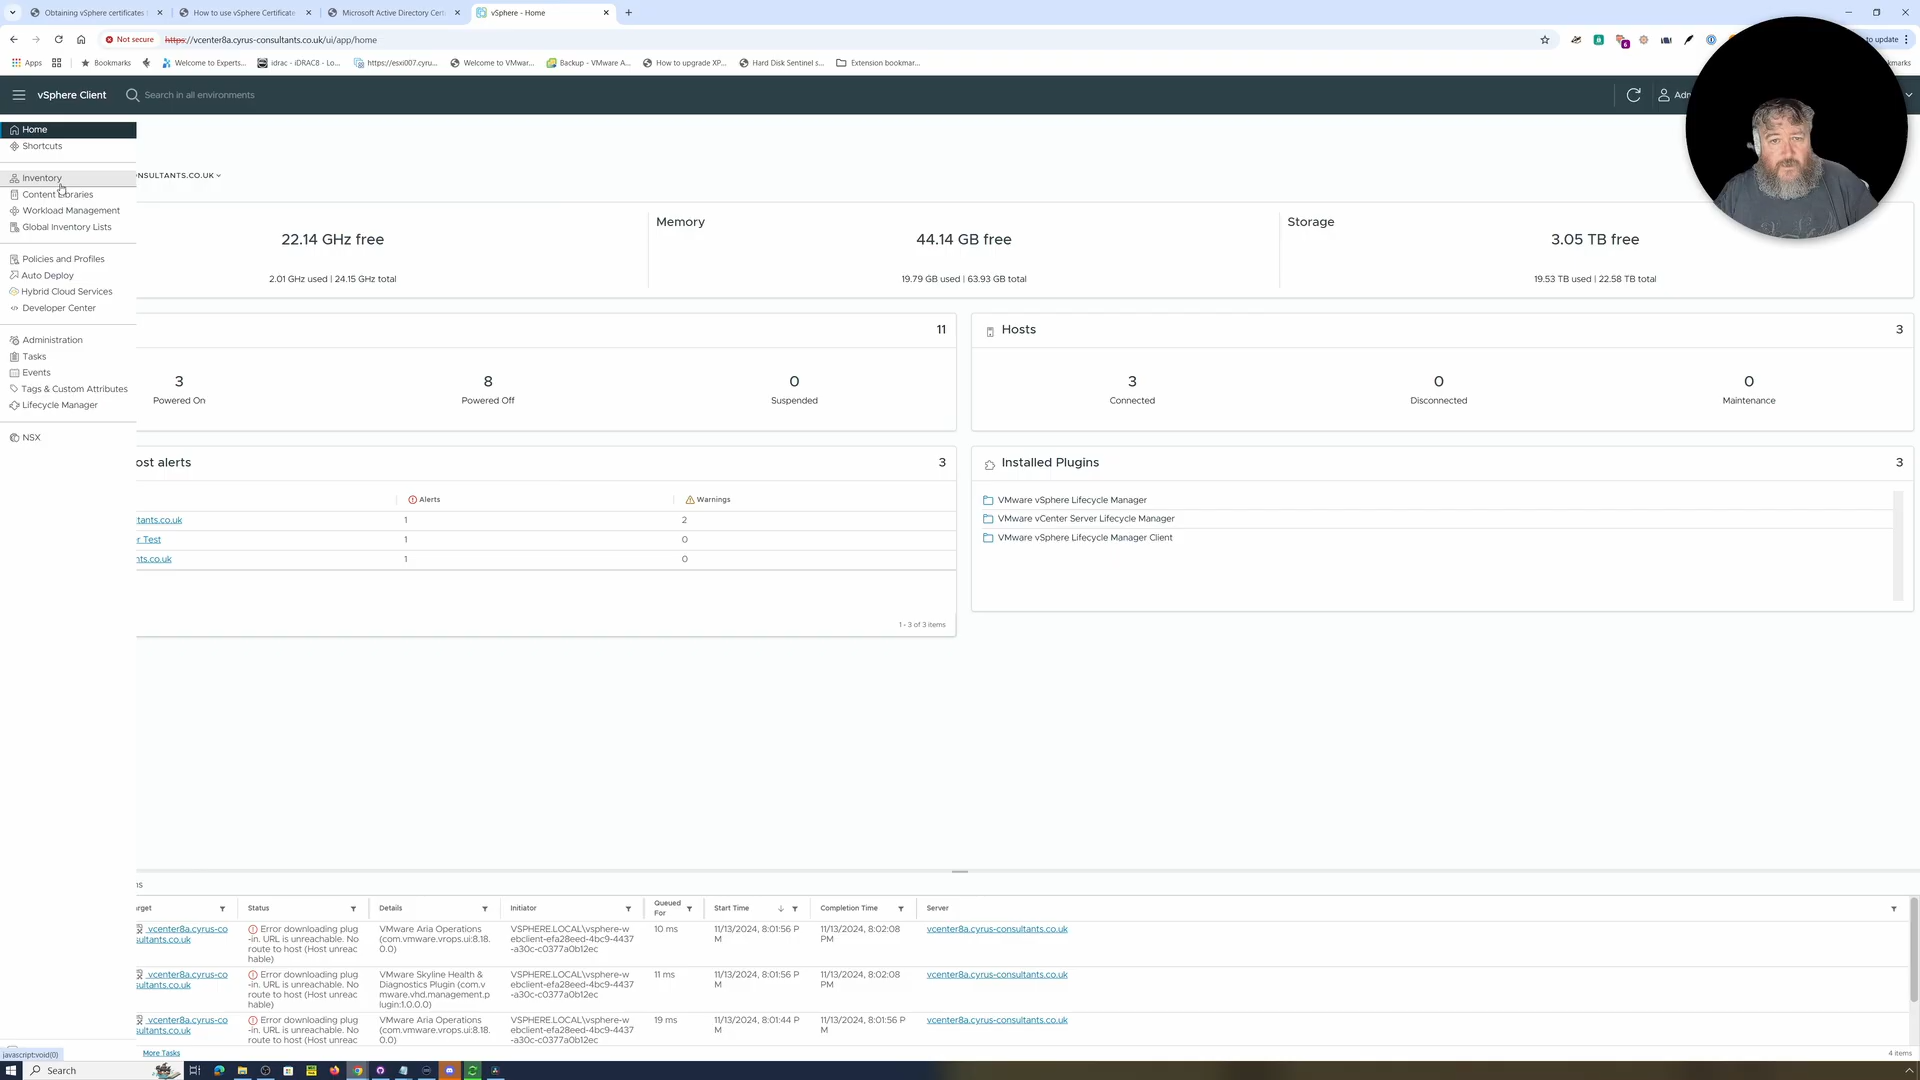 Obtaining vSphere certificates
How to use vSphere Certificate
Microsoft Active Directory Cert
vSphere - Home
Not secure
https://vcenter8a.cyrus-consultants.co.uk/ui/app/home
to update
Apps
Bookmarks
Welcome to Experts...
idrac - iDRAC8 - Lo...
https://esxi007.cyru...
Welcome to VMwar...
Backup - VMware A...
How to upgrade XP...
Hard Disk Sentinel s...
Extension bookmar...
vSphere Client
Search in all environments
Home
Shortcuts
Inventory
Content Libraries
Workload Management
Global Inventory Lists
Policies and Profiles
Auto Deploy
Hybrid Cloud Services
Developer Center
Administration
Tasks
Events
Tags & Custom Attributes
Lifecycle Manager
NSX
NSULTANTS.CO.UK
22.14 GHz free
2.01 GHz used | 24.15 GHz total
Memory
44.14 GB free
19.79 GB used | 63.93 GB total
Storage
3.05 TB free
19.53 TB used | 22.58 TB total
11
3
Powered On
8
Powered Off
0
Suspended
Hosts
3
3
Connected
0
Disconnected
0
Maintenance
ost alerts
3
Alerts
Warnings
tants.co.uk
1
2
r Test
1
0
nts.co.uk
1
0
1 - 3 of 3 items
Installed Plugins
3
VMware vSphere Lifecycle Manager
VMware vCenter Server Lifecycle Manager
VMware vSphere Lifecycle Manager Client
rget
Status
Details
Initiator
Queued
For
Start Time
Completion Time
Server
vcenter8a.cyrus-co
sultants.co.uk
Error downloading plug
-in. URL is unreachable. No
route to host (Host unreac
hable)
VMware Aria Operations
(com.vmware.vrops.ui:8.18.
0.0)
VSPHERE.LOCAL\vsphere-w
ebclient-efa28eed-4bc9-4437
-a30c-c0377a0b12ec
10 ms
11/13/2024, 8:01:56 P
M
11/13/2024, 8:02:08
PM
vcenter8a.cyrus-consultants.co.uk
vcenter8a.cyrus-co
sultants.co.uk
Error downloading plug
-in. URL is unreachable. No
route to host (Host unreac
hable)
VMware Skyline Health &
Diagnostics Plugin (com.v
mware.vhd.management.p
lugin:1.0.0.0)
VSPHERE.LOCAL\vsphere-w
ebclient-efa28eed-4bc9-4437
-a30c-c0377a0b12ec
11 ms
11/13/2024, 8:01:56 P
M
11/13/2024, 8:02:08
PM
vcenter8a.cyrus-consultants.co.uk
vcenter8a.cyrus-co
sultants.co.uk
Error downloading plug
-in. URL is unreachable. No
route to host (Host unreac
hable)
VMware Aria Operations
(com.vmware.vrops.ui:8.18.
0.0)
VSPHERE.LOCAL\vsphere-w
ebclient-efa28eed-4bc9-4437
-a30c-c0377a0b12ec
19 ms
11/13/2024, 8:01:44 P
M
11/13/2024, 8:01:56 P
M
vcenter8a.cyrus-consultants.co.uk
javascript:void(0)
More Tasks
4 items
Search